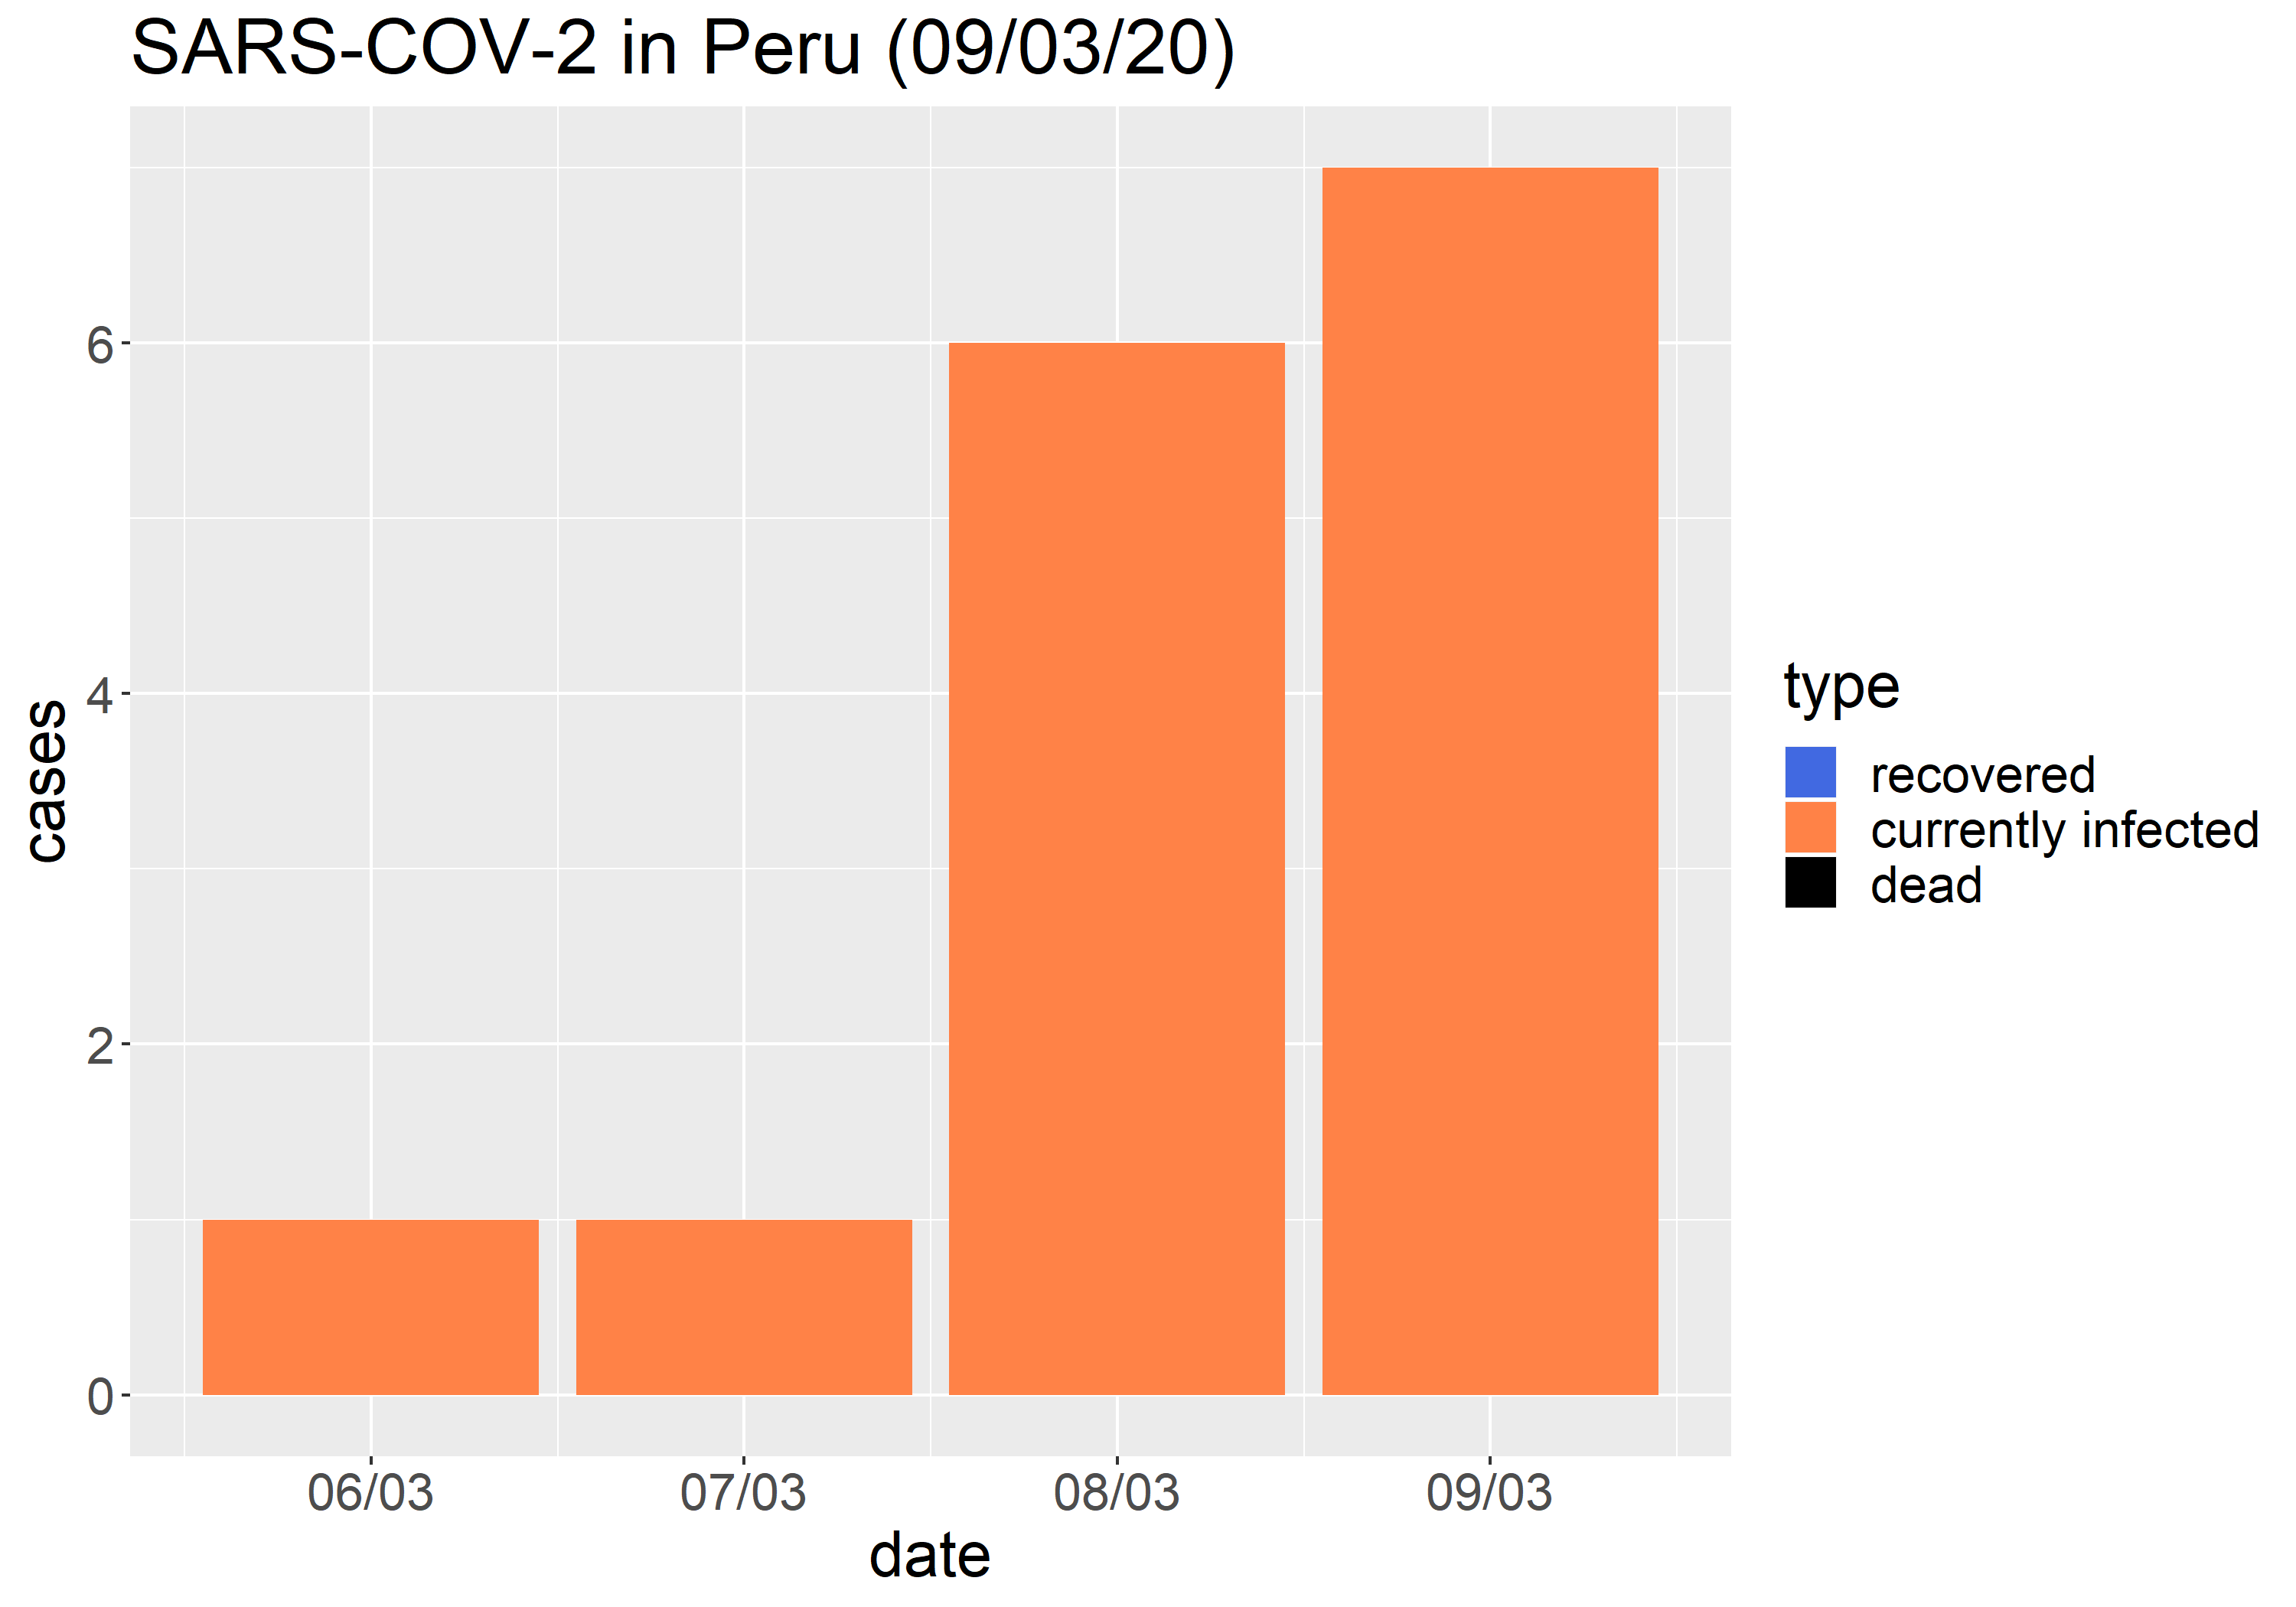 SARS-COV-2 in Peru (09/03/20)
6
4
2
0
cases
06/03 07/03 08/03 09/03
date
type
recovered
currently infected
dead